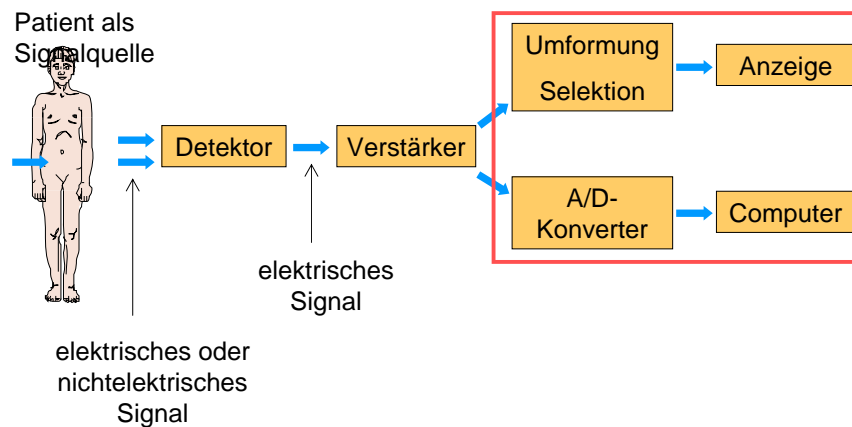 Patient als
Signalquelle
Umformung
Selektion
Anzeige
Detektor
Verstärker
A/D-
Konverter
Computer
elektrisches
Signal
elektrisches oder
nichtelektrisches
Signal